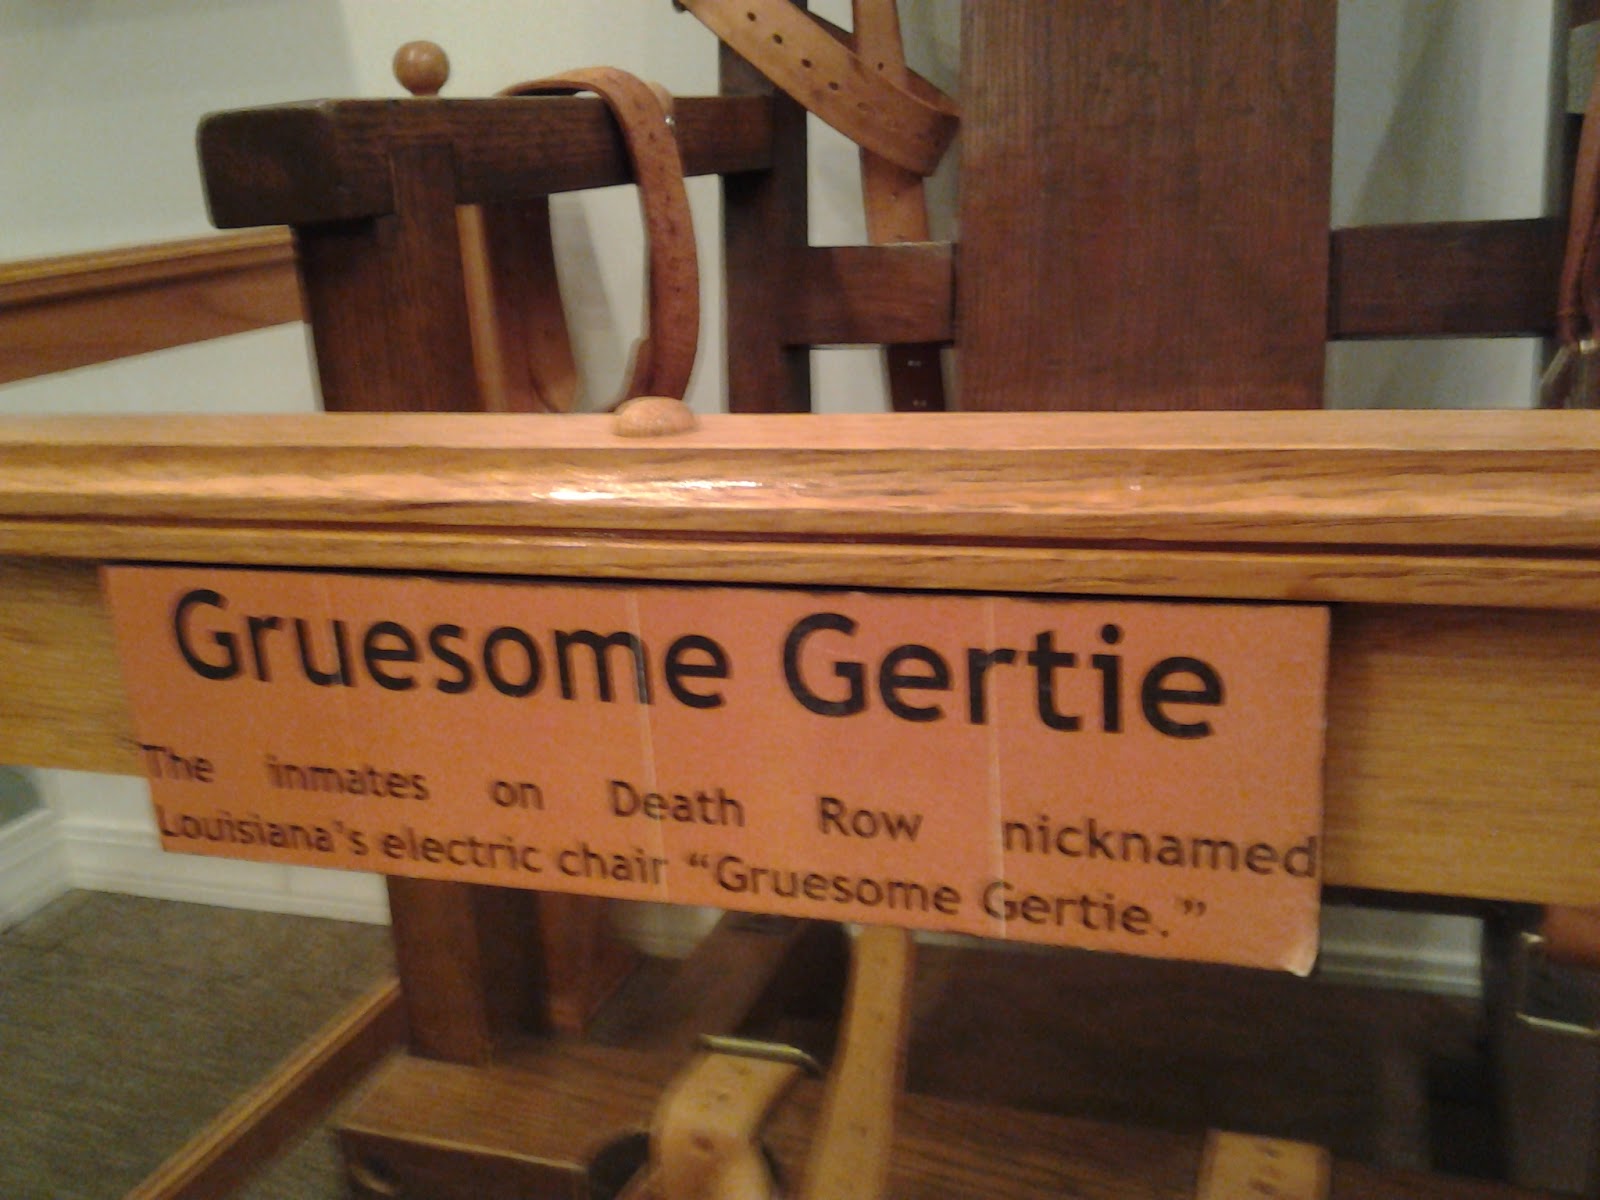 Gruesome Gertie
The inmates on Death Row nicknamed
Louisiana's electric chair “Gruesome Gertie.”